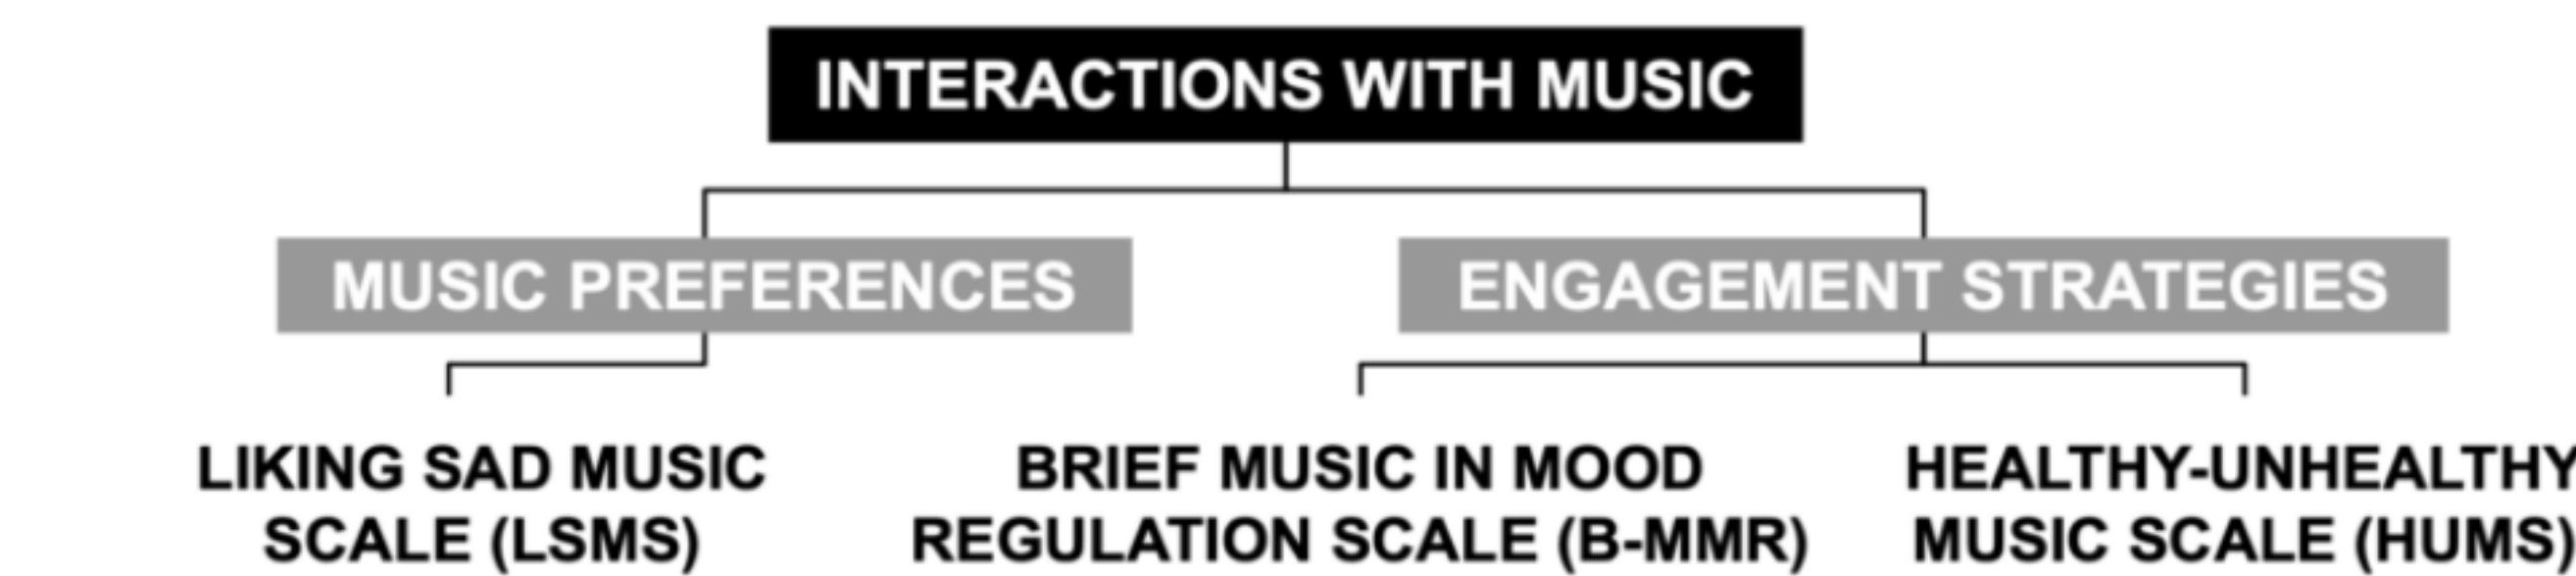 INTERACTIONS WITH MUSIC
MUSIC PREFERENCES
ENGAGEMENT STRATEGIES
LIKING SAD MUSIC
SCALE (LSMS)
BRIEF MUSIC IN MOOD
REGULATION SCALE (B-MMR)
HEALTHY-UNHEALTHY
MUSIC SCALE (HUMS)